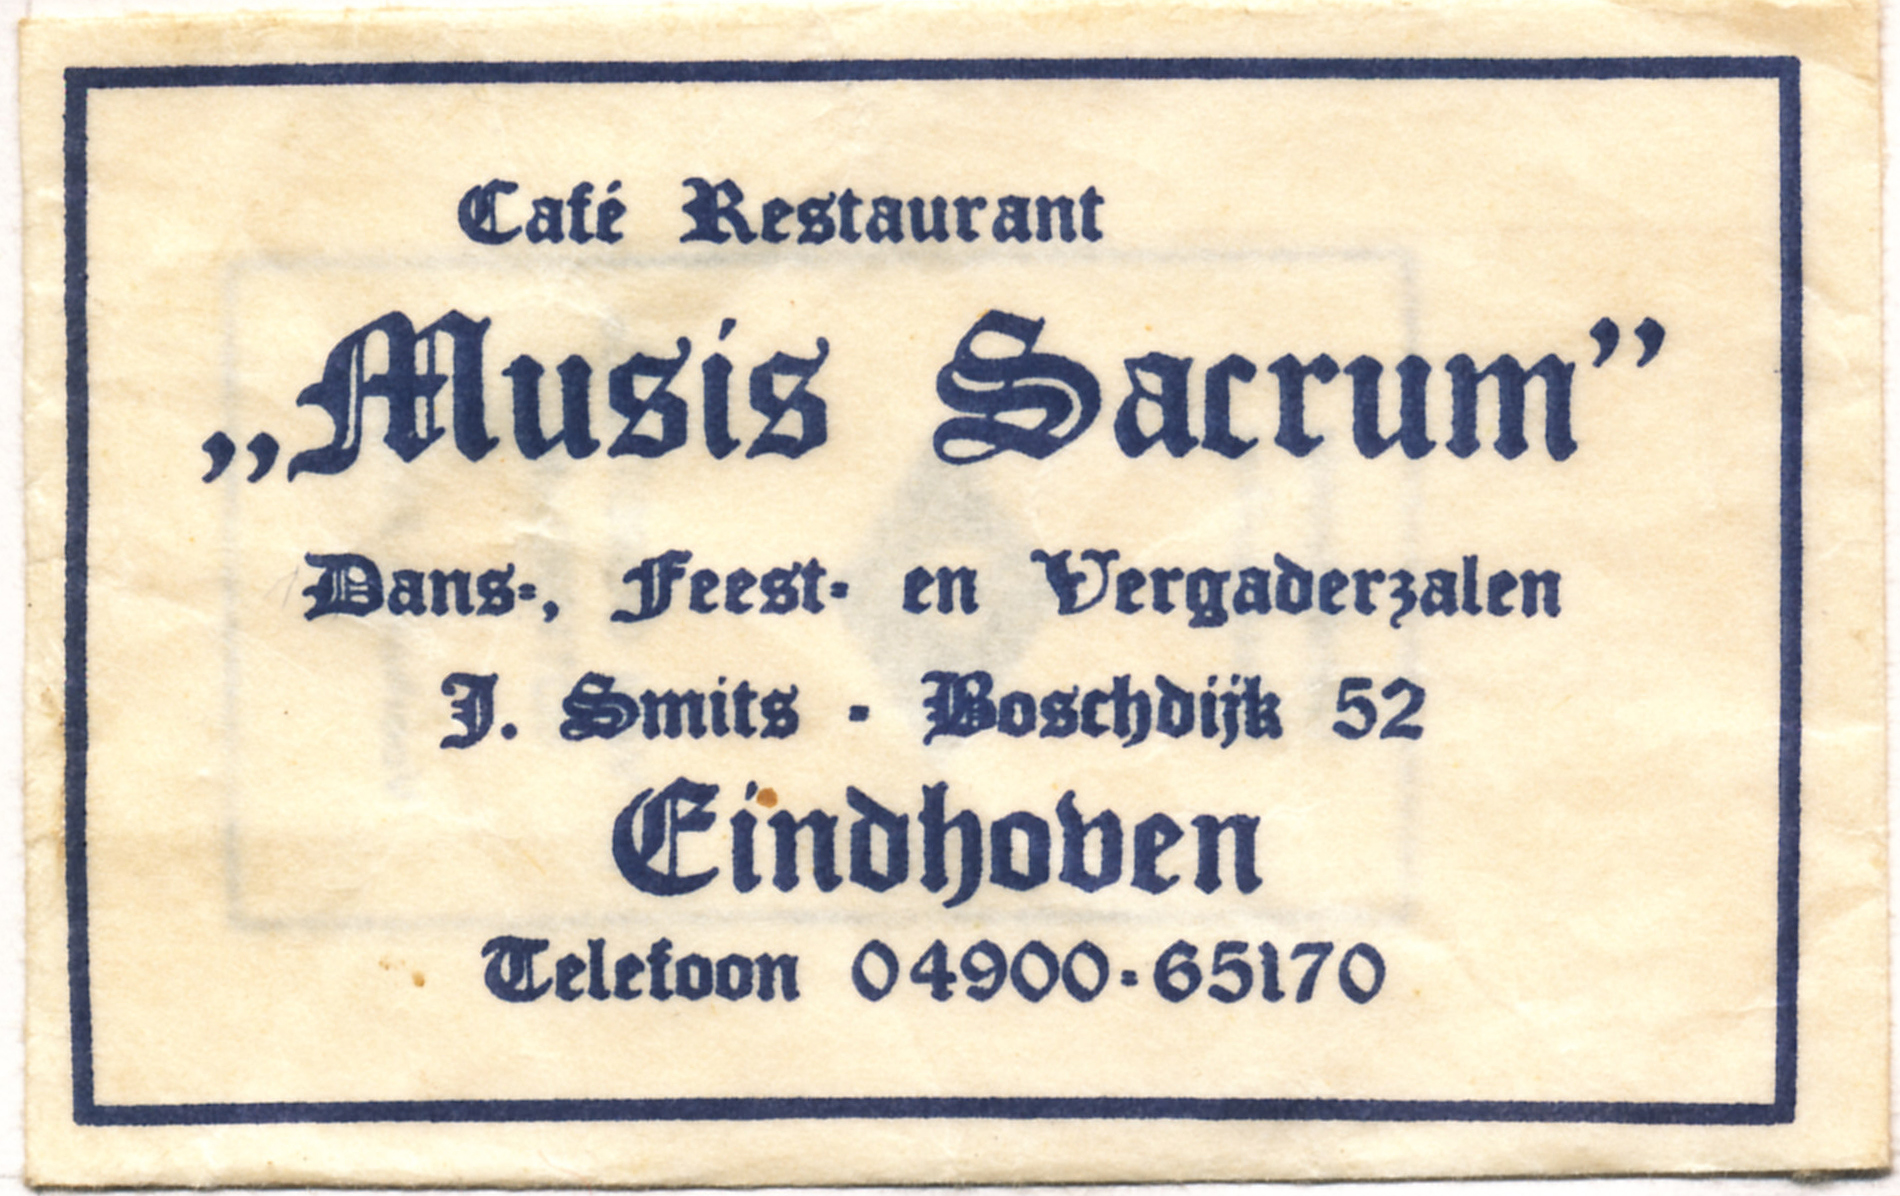 Café Restaurant
„Musis Sacrum”
Dans-, Feest- en Vergaderzalen
J. Smits - Boschdijk 52
Eindhoven
Telefoon 04900-65170